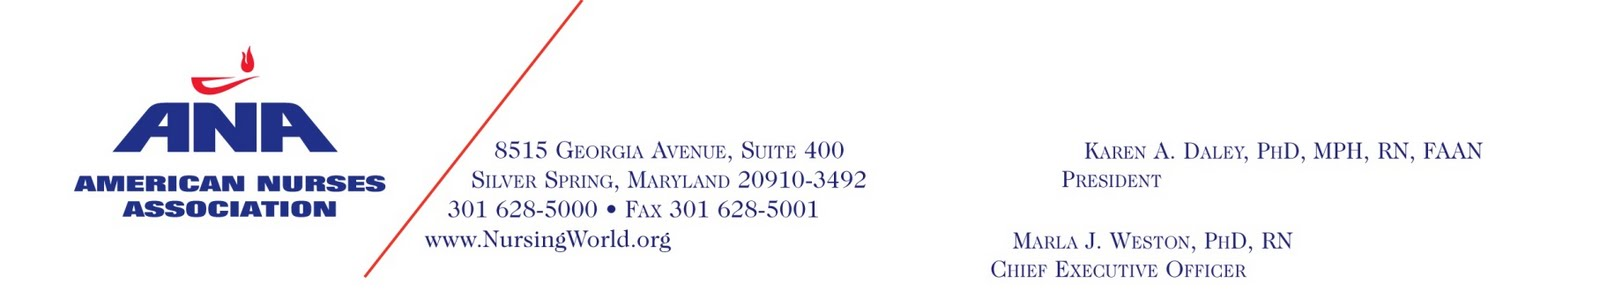 ANA
AMERICAN NURSES
ASSOCIATION
8515 Georgia Avenue, Suite 400
Silver Spring, Maryland 20910-3492
301 628-5000 • Fax 301 628-5001
www.NursingWorld.org
Karen A. Daley, PhD, MPH, RN, FAAN
President
Marla J. Weston, PhD, RN
Chief Executive Officer